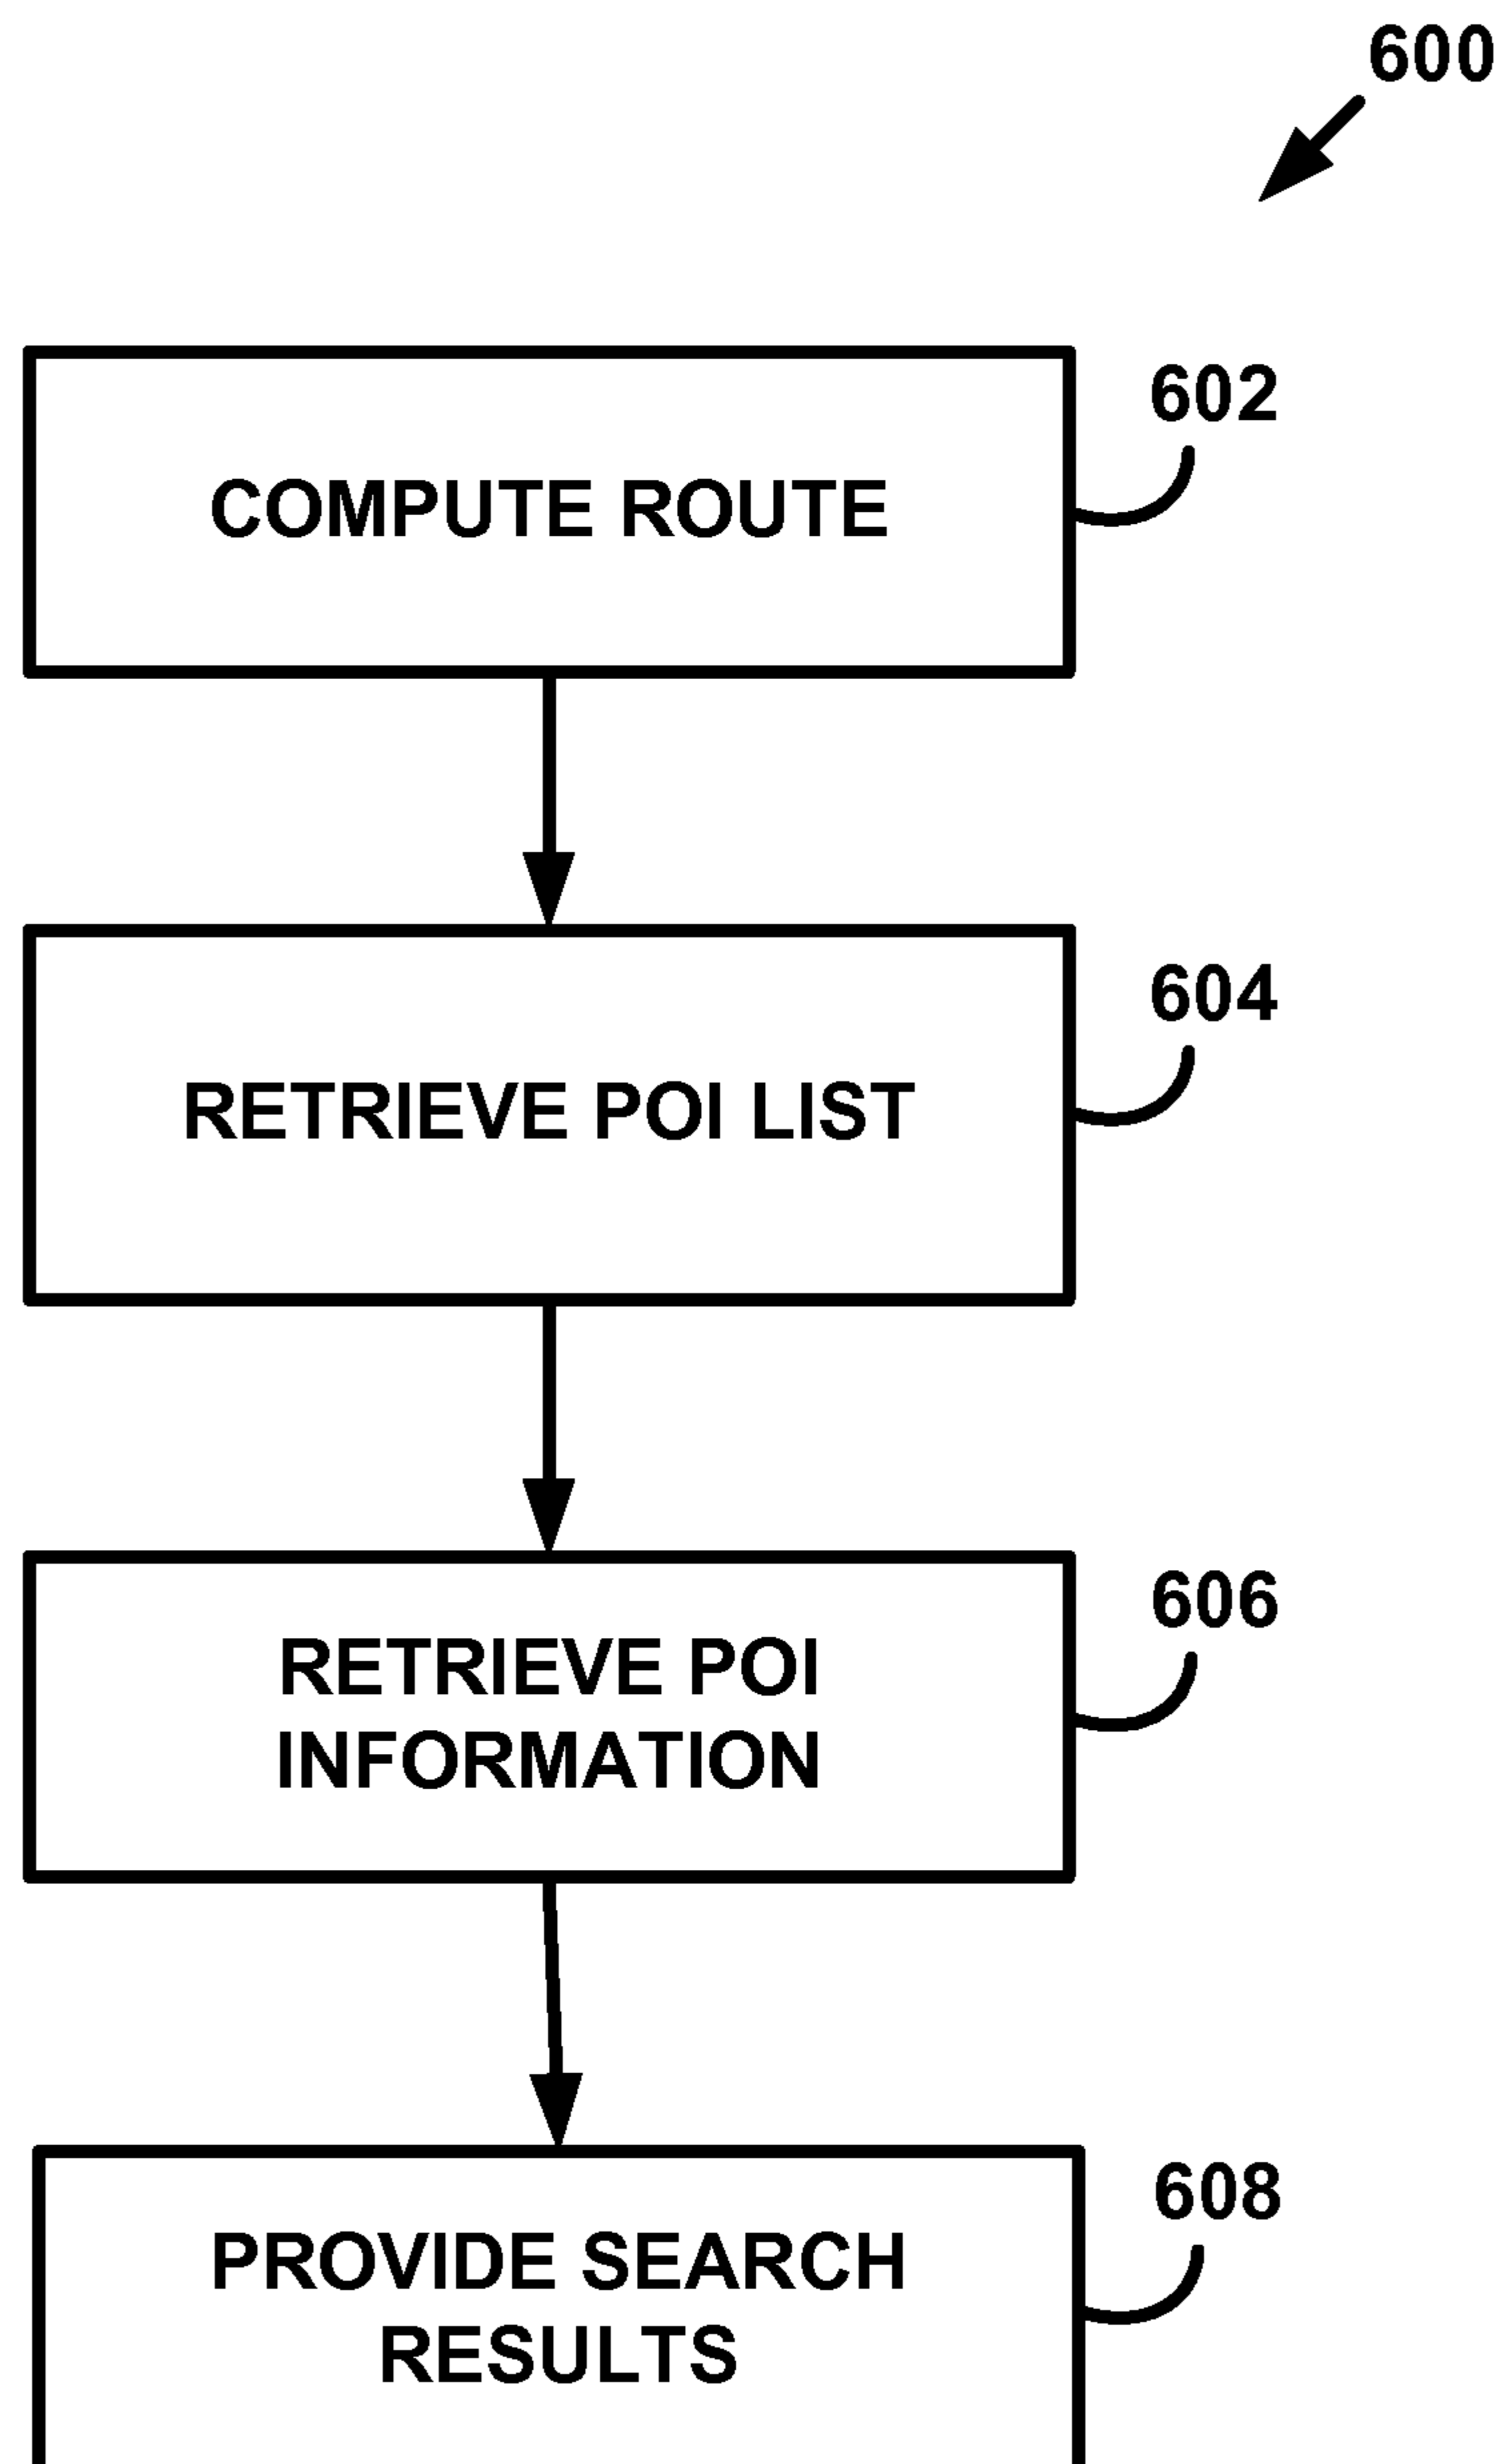 600
602
COMPUTE ROUTE
604
RETRIEVE POI LIST
606
RETRIEVE POI
INFORMATION
608
PROVIDE SEARCH
RESULTS